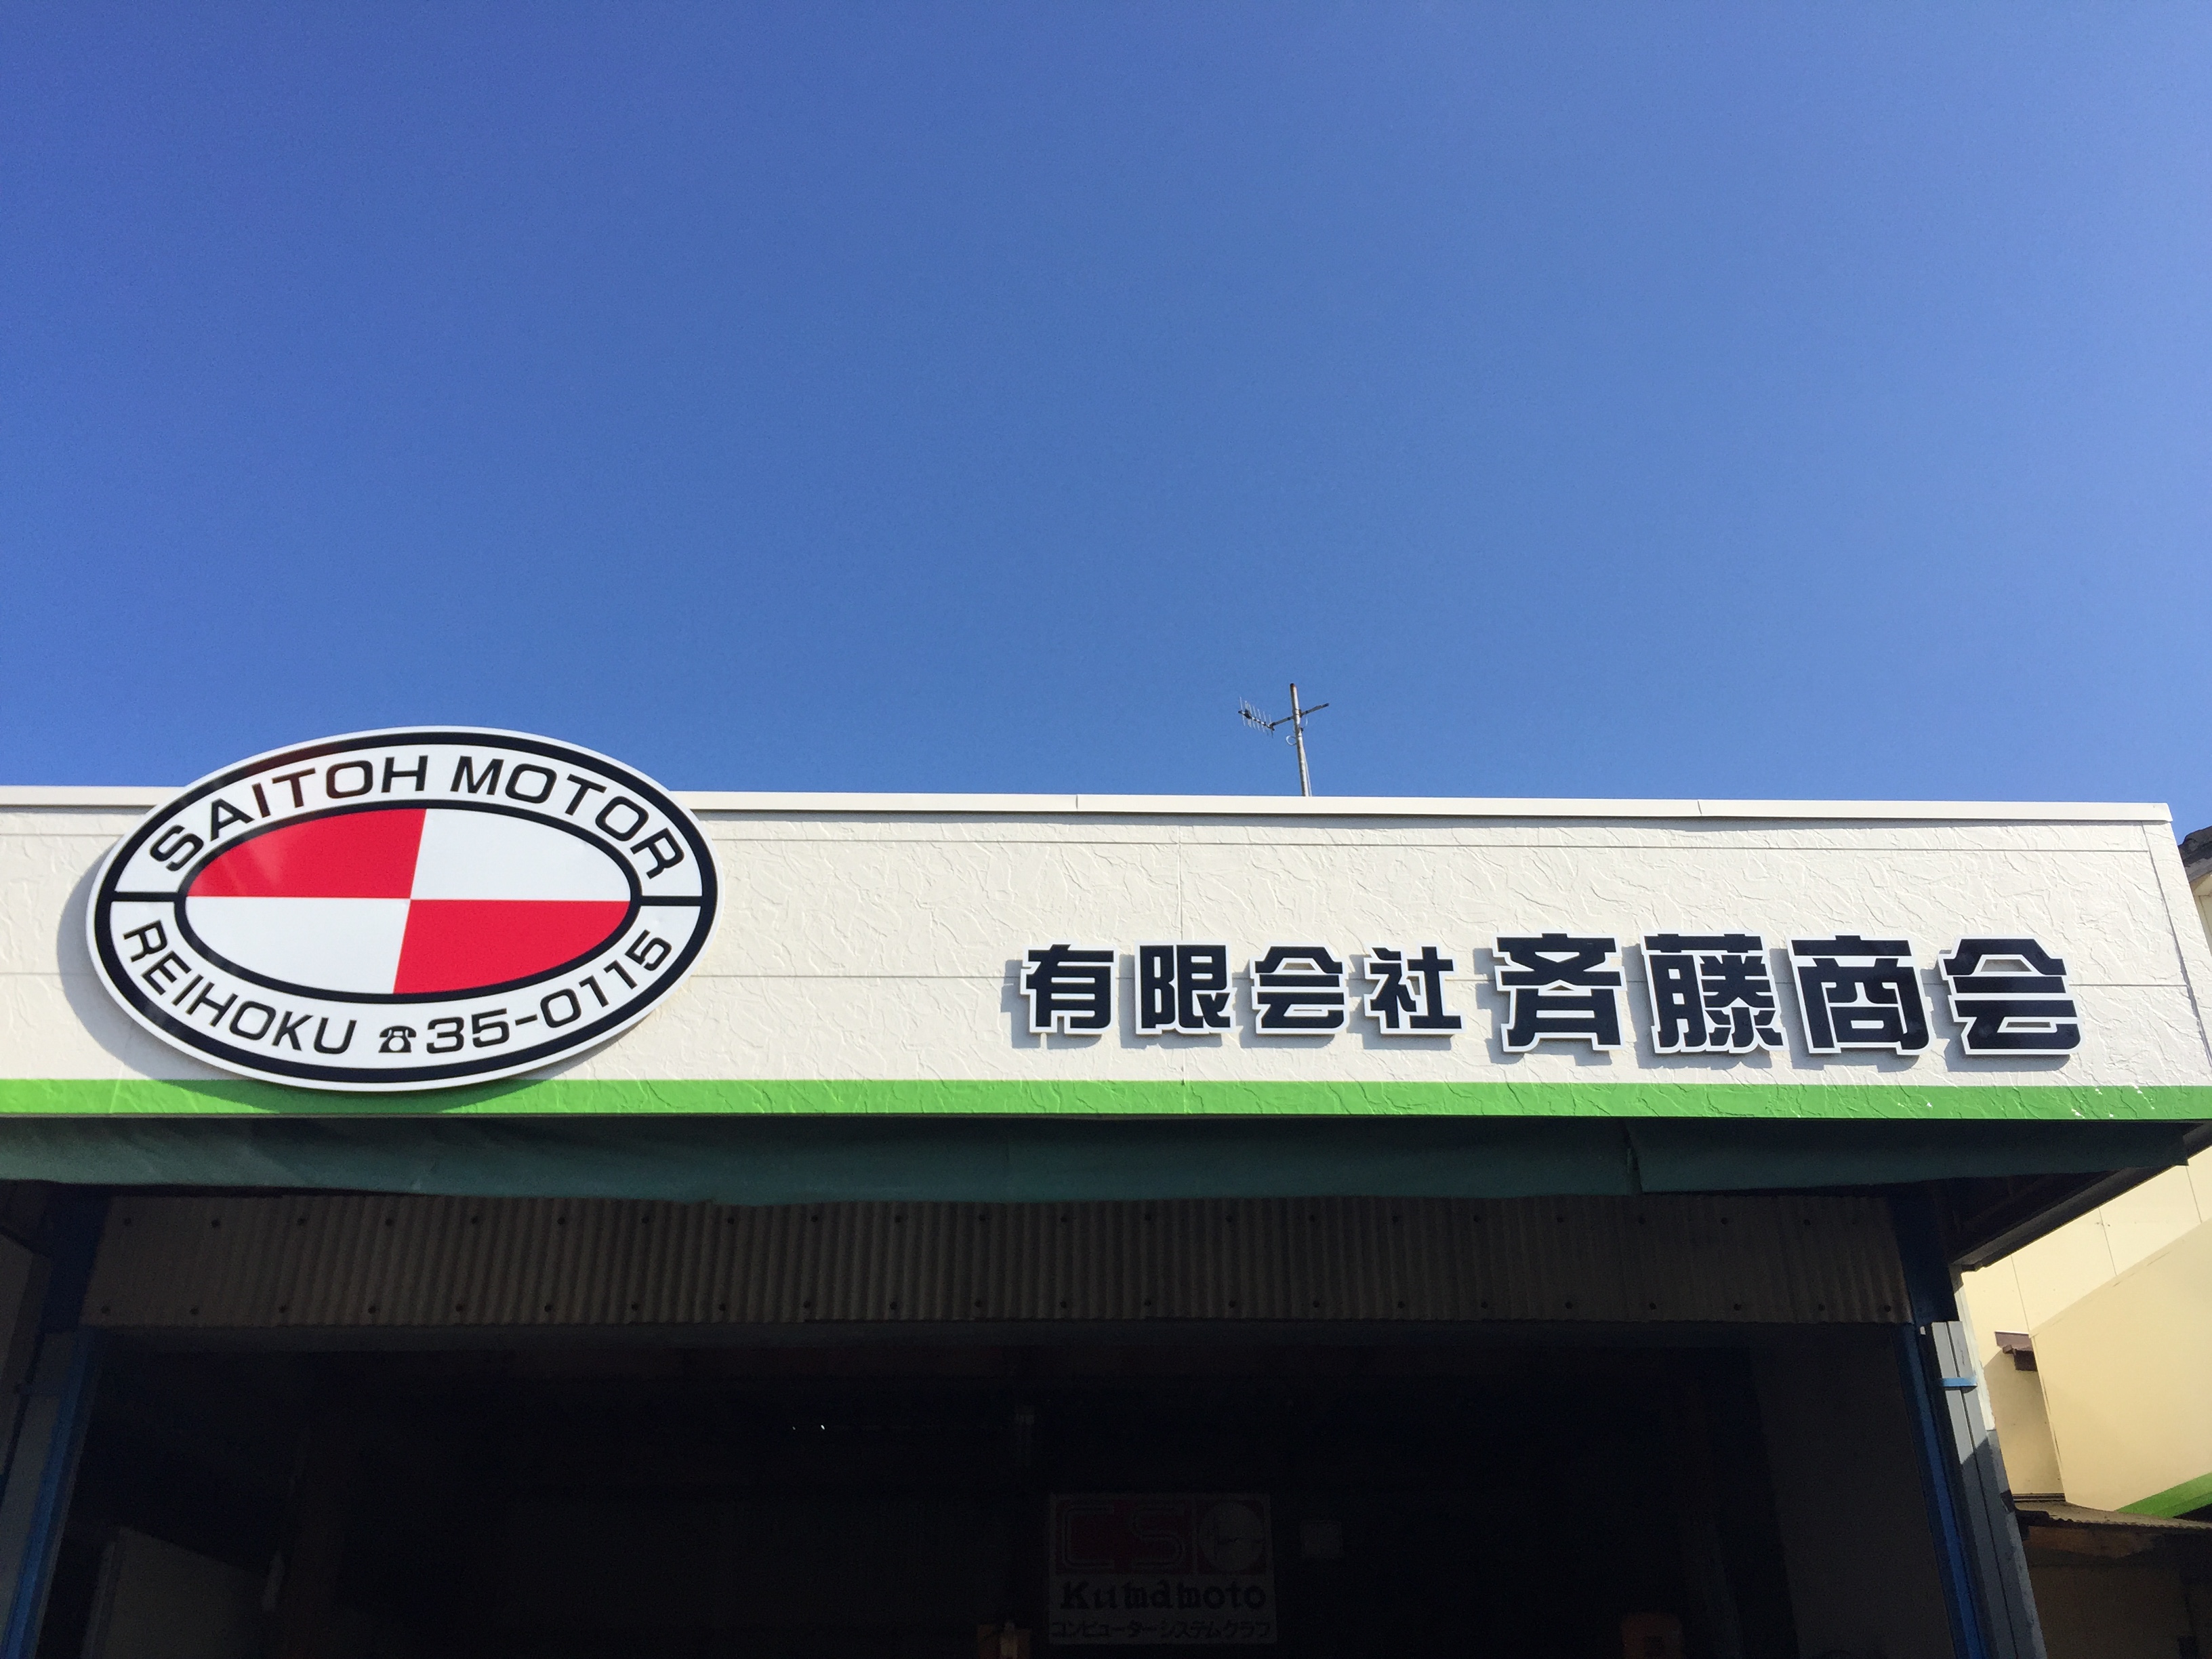 SAITOH MOTOR
REIHOKU ☎35-0115
有限会社 斉藤商会
CS
Kumamoto
コンピューターシステムクラブ